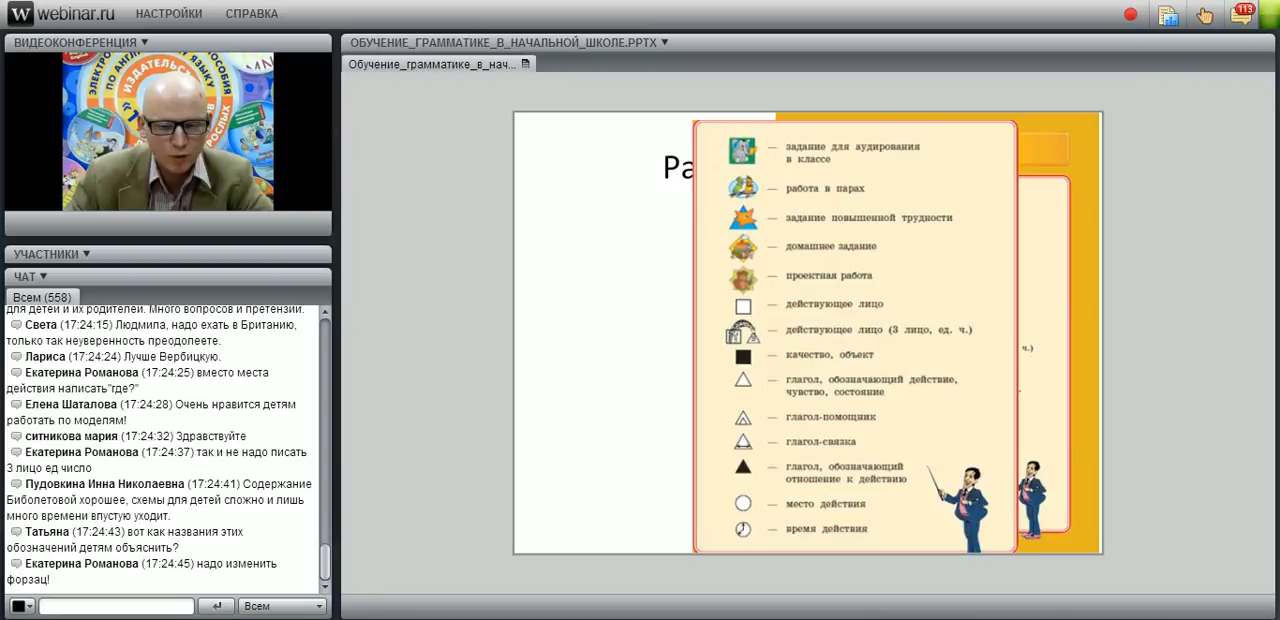 webinar.ru НАСТРОЙКИ СПРАВКА 113
ВИДЕОКОНФЕРЕНЦИЯ
ЭЛЕКТРО
ПО АНГЛ
ИЗДАТЕЛЬС
ЯЗЫКУ
ПОСОБИЯ
УЧАСТНИКИ
ЧАТ
Всем (558)
для детей и их родителей. Много вопросов и претензии.
Света (17:24:15) Людмила, надо ехать в Британию,
только так неуверенность преодолеете.
Лариса (17:24:24) Лучше Вербицкую.
Екатерина Романова (17:24:25) вместо места
действия написать"где?"
Елена Шаталова (17:24:28) Очень нравится детям
работать по моделям!
ситникова мария (17:24:32) Здравствуйте
Екатерина Романова (17:24:37) так и не надо писать
3 лицо ед число
Пудовкина Инна Николаевна (17:24:41) Содержание
Биболетовой хорошее, схемы для детей сложно и лишь
много времени впустую уходит.
Татьяна (17:24:43) вот как названия этих
обозначений детям объяснить?
Екатерина Романова (17:24:45) надо изменить
форзац!
Всем
ОБУЧЕНИЕ_ГРАММАТИКЕ_В_НАЧАЛЬНОЙ_ШКОЛЕ.PPTX
Обучение_грамматике_в_нач...
Ра
— задание для аудирования
в классе
— работа в парах
— задание повышенной трудности
— домашнее задание
— проектная работа
— действующее лицо
— действующее лицо (3 лицо, ед. ч.)
— качество, объект
— глагол, обозначающий действие,
чувство, состояние
— глагол-помощник
— глагол-связка
— глагол, обозначающий
отношение к действию
— место действия
— время действия
ч.)